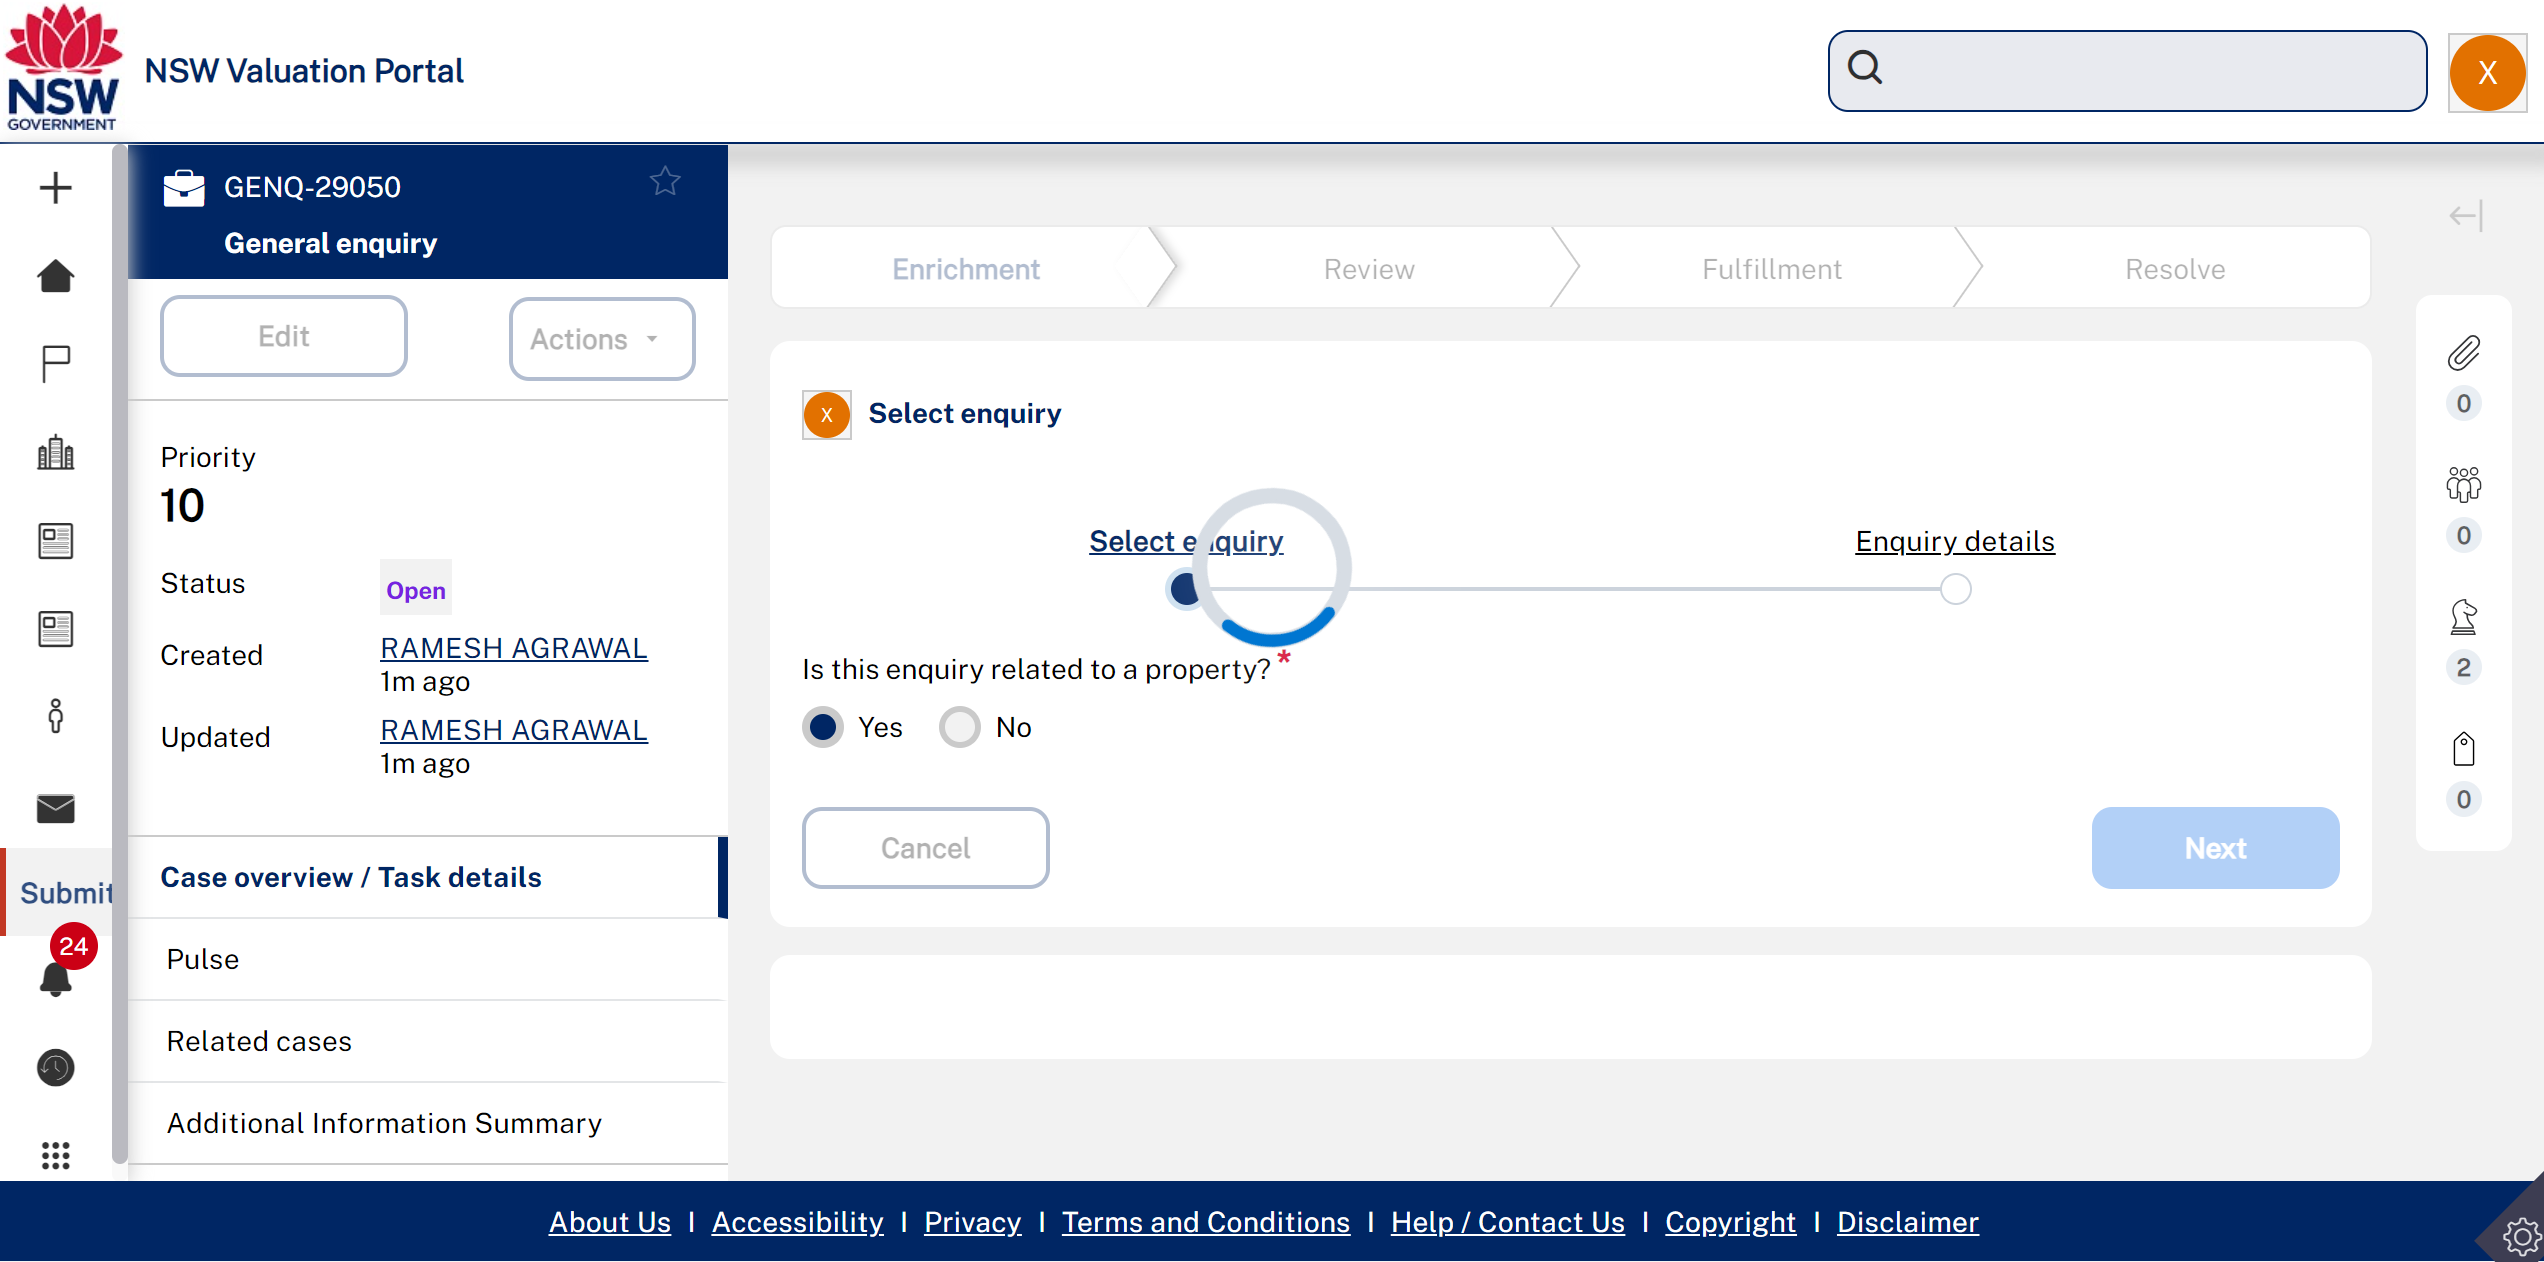 NSW
GOVERNMENT
NSW Valuation Portal
X
GENQ-29050
General enquiry
Edit
Actions
Priority
10
Status
Open
Created
RAMESH AGRAWAL
1m ago
Updated
RAMESH AGRAWAL
1m ago
Case overview / Task details
Pulse
Related cases
Additional Information Summary
Submit
24
Enrichment
Review
Fulfillment
Resolve
X
Select enquiry
Select enquiry
Enquiry details
Is this enquiry related to a property? *
Yes
No
Cancel
Next
0
0
2
0
About Us | Accessibility | Privacy | Terms and Conditions | Help / Contact Us | Copyright | Disclaimer